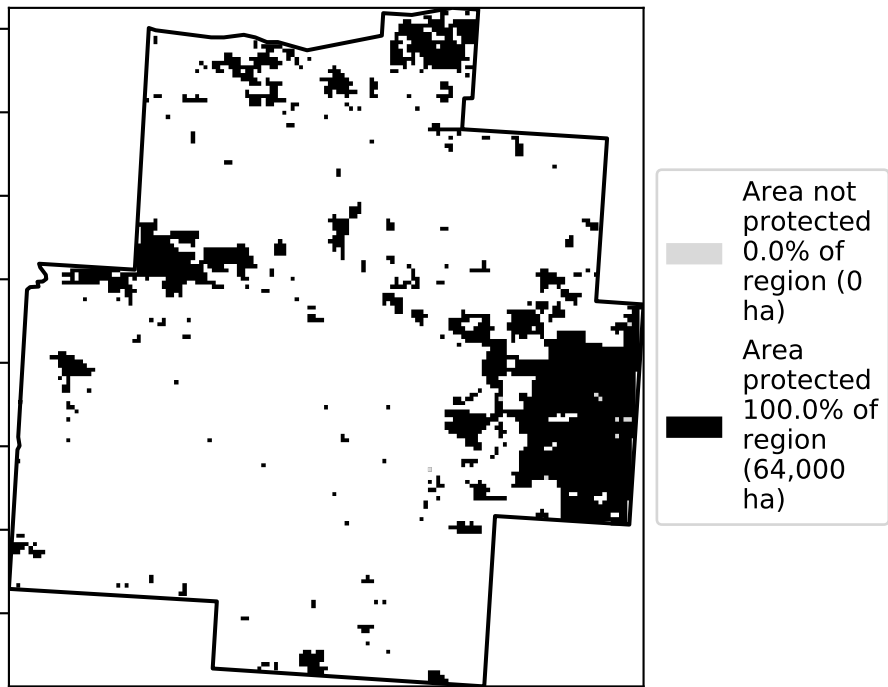 Area not
protected
0.0% of
region (0
ha)
Area
protected
100.0% of
region
(64,000
ha)